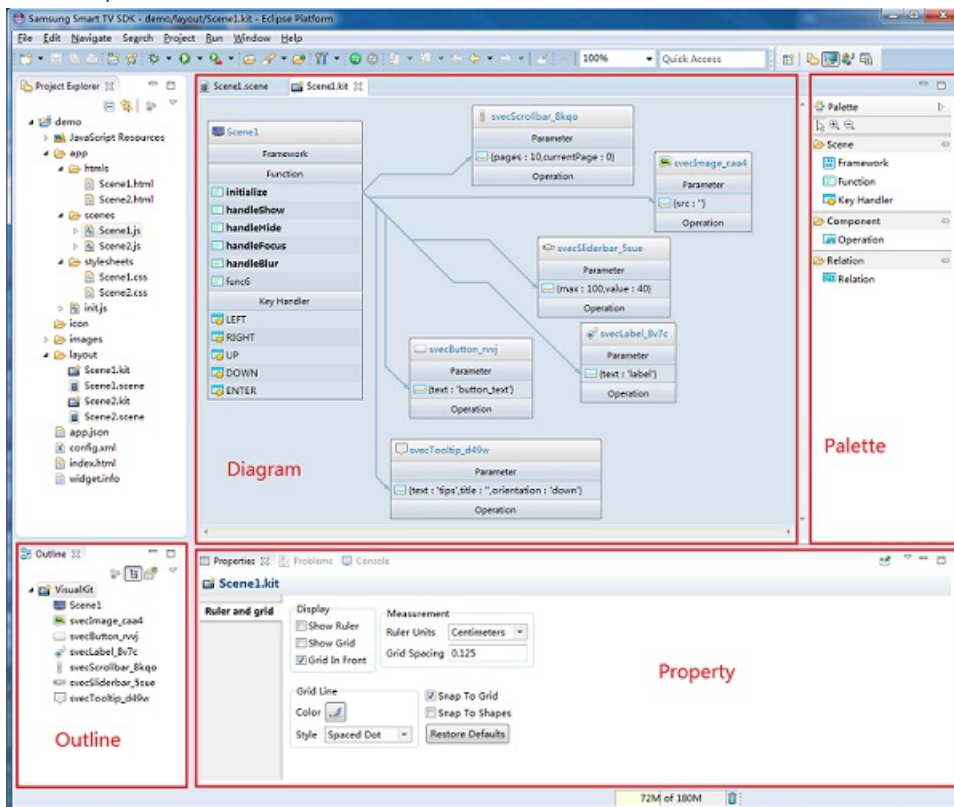 Samsung Smart TV SDK - demo/layout/Scene1.kit - Eclipse Platform
File Edit Navigate Search Project Run Window Help
100% Quick Access
Project Explorer
demo
JavaScript Resources
app
htmls
Scene1.html
Scene2.html
scenes
Scene1.js
Scene2.js
stylesheets
Scene1.css
Scene2.css
init.js
icon
images
layout
Scene1.kit
Scene1.scene
Scene2.kit
Scene2.scene
app.json
config.xml
index.html
widget.info
Scene1.scene Scene1.kit
Scene1
Framework
Function
initialize
handleShow
handleHide
handleFocus
handleBlur
func6
Key Handler
LEFT
RIGHT
UP
DOWN
ENTER
svecScrollbar_8kqo
Parameter
{pages : 10,currentPage : 0}
Operation
svecImage_caa4
Parameter
{src : ''}
Operation
svecSliderbar_5sue
Parameter
{max : 100,value : 40}
Operation
svecLabel_8v7c
Parameter
{text : 'label'}
Operation
svecButton_rvvj
Parameter
{text : 'button_text'}
Operation
svecTooltip_d49w
Parameter
{text : 'tips',title : '',orientation : 'down'}
Operation
Diagram
Palette
Scene
Framework
Function
Key Handler
Component
Operation
Relation
Relation
Palette
Outline
VisualKit
Scene1
svecImage_caa4
svecButton_rvvj
svecLabel_8v7c
svecScrollbar_8kqo
svecSliderbar_5sue
svecTooltip_d49w
Outline
Properties Problems Console
Scene1.kit
Ruler and grid
Display
Show Ruler
Show Grid
Grid In Front
Measurement
Ruler Units Centimeters
Grid Spacing 0.125
Grid Line
Color
Style Spaced Dot
Snap To Grid
Snap To Shapes
Restore Defaults
Property
72M of 180M